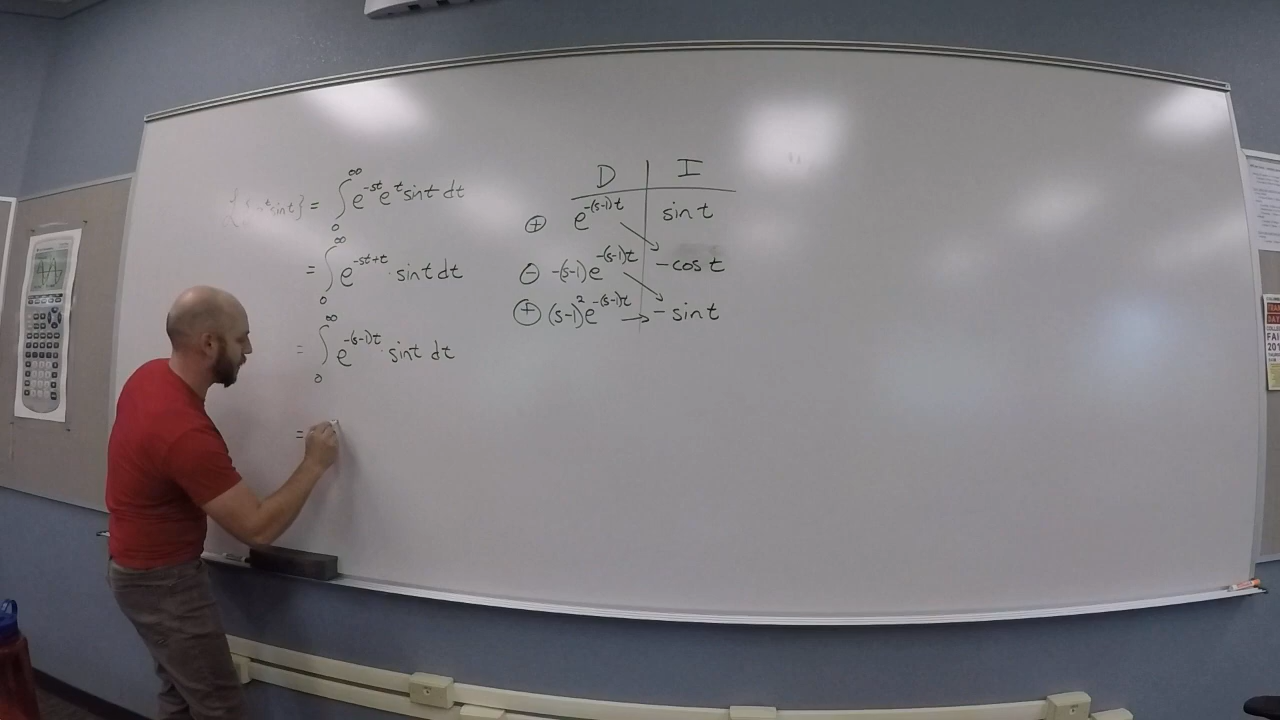 ℒ{e^t sin t} = ∫₀^∞ e^{-st} e^t sin t dt
= ∫₀^∞ e^{-st+t} · sin t dt
= ∫₀^∞ e^{-(s-1)t} · sin t dt
=
D | I
⊕ e^{-(s-1)t} sin t
⊖ -(s-1)e^{-(s-1)t} -cos t
⊕ (s-1)² e^{-(s-1)t} → - sin t